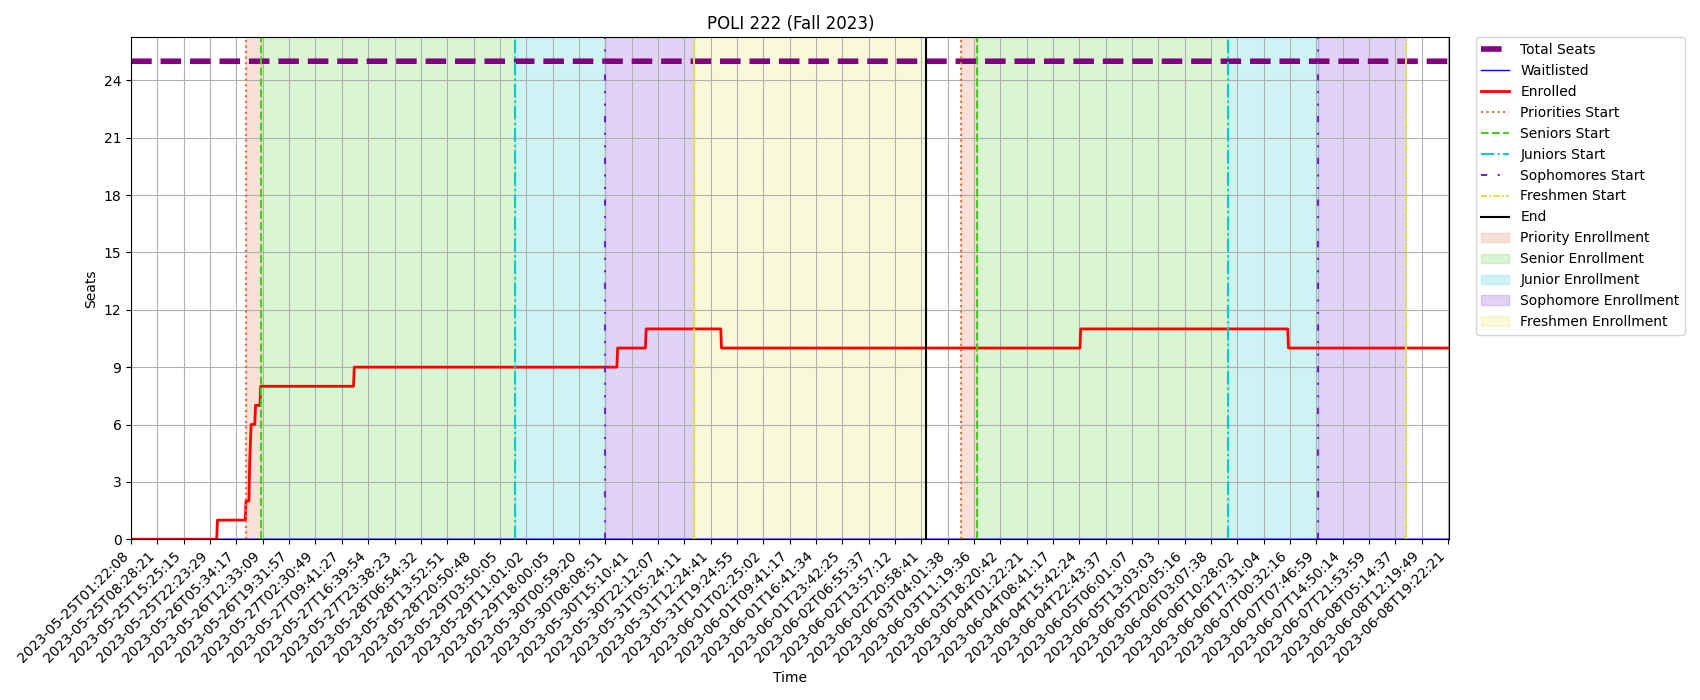 POLI 222 (Fall 2023)
Seats
24
21
18
15
12
9
6
3
0
2023-05-25T01:22:08
2023-05-25T08:28:21
2023-05-25T15:25:15
2023-05-25T22:23:29
2023-05-26T05:34:17
2023-05-26T12:33:09
2023-05-26T19:31:57
2023-05-27T02:30:49
2023-05-27T09:41:27
2023-05-27T16:39:54
2023-05-27T23:38:23
2023-05-28T06:54:32
2023-05-28T13:52:51
2023-05-28T20:50:48
2023-05-29T03:50:05
2023-05-29T11:01:02
2023-05-29T18:00:05
2023-05-30T00:59:20
2023-05-30T08:08:51
2023-05-30T15:10:41
2023-05-30T22:12:07
2023-05-31T05:24:11
2023-05-31T12:24:41
2023-05-31T19:24:55
2023-06-01T02:25:02
2023-06-01T09:41:17
2023-06-01T16:41:34
2023-06-01T23:42:25
2023-06-02T06:55:37
2023-06-02T13:57:12
2023-06-02T20:58:41
2023-06-03T04:01:38
2023-06-03T11:19:36
2023-06-03T18:20:42
2023-06-04T01:22:21
2023-06-04T08:41:17
2023-06-04T15:42:24
2023-06-04T22:43:37
2023-06-05T06:01:07
2023-06-05T13:03:03
2023-06-05T20:05:16
2023-06-06T03:07:38
2023-06-06T10:28:02
2023-06-06T17:31:04
2023-06-07T00:32:16
2023-06-07T07:46:59
2023-06-07T14:50:14
2023-06-07T21:53:59
2023-06-08T05:14:37
2023-06-08T12:19:49
2023-06-08T19:22:21
Time
Total Seats
Waitlisted
Enrolled
Priorities Start
Seniors Start
Juniors Start
Sophomores Start
Freshmen Start
End
Priority Enrollment
Senior Enrollment
Junior Enrollment
Sophomore Enrollment
Freshmen Enrollment